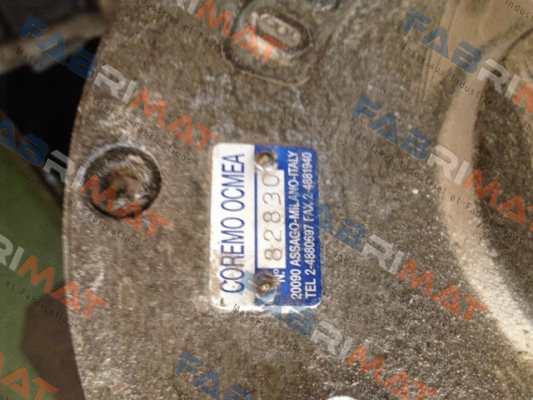 COREMO OCMEA
N° 82830
20090 ASSAGO-MILANO-ITALY
TEL 2-4880697 FAX 2-4881940
FABRIMAT